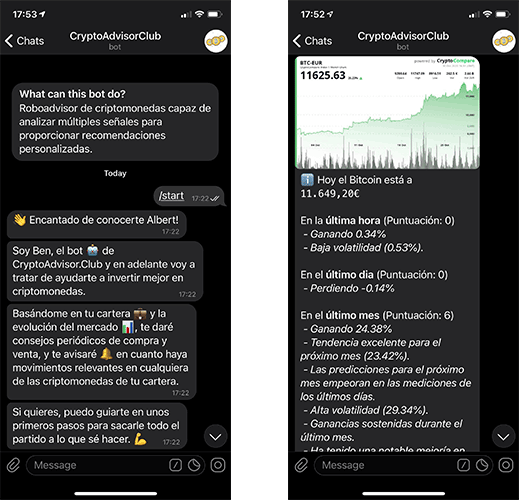 17:53
Chats
CryptoAdvisorClub
bot
What can this bot do?
Roboadvisor de criptomonedas capaz de
analizar múltiples señales para
proporcionar recomendaciones
personalizadas.
Today
/start 17:22
👋 Encantado de conocerte Albert!
17:22
Soy Ben, el bot 🤖 de
CryptoAdvisor.Club y en adelante voy a
tratar de ayudarte a invertir mejor en
criptomonedas.
17:22
Basándome en tu cartera 💼 y la
evolución del mercado 📊, te daré
consejos periódicos de compra y
venta, y te avisaré 🔔 en cuanto haya
movimientos relevantes en cualquiera
de las criptomonedas de tu cartera.
17:22
Si quieres, puedo guiarte en unos
primeros pasos para sacarle todo el
partido a lo que sé hacer. 💪
17:22
Message
17:52
Chats
CryptoAdvisorClub
bot
BTC-EUR
powered by CryptoCompare
11625.63
ℹ️ Hoy el Bitcoin está a
11.649,20€
En la última hora (Puntuación: 0)
- Ganando 0.34%
- Baja volatilidad (0.53%).
En el último dia (Puntuación: 0)
- Perdiendo -0.14%
En el último mes (Puntuación: 6)
- Ganando 24.38%
- Tendencia excelente para el
próximo mes (23.42%).
- Las predicciones para el próximo
mes empeoran en las mediciones de
los últimos días.
- Alta volatilidad (29.34%).
- Ganancias sostenidas durante el
último mes.
- Ha tenido una notable mejoría en
Message